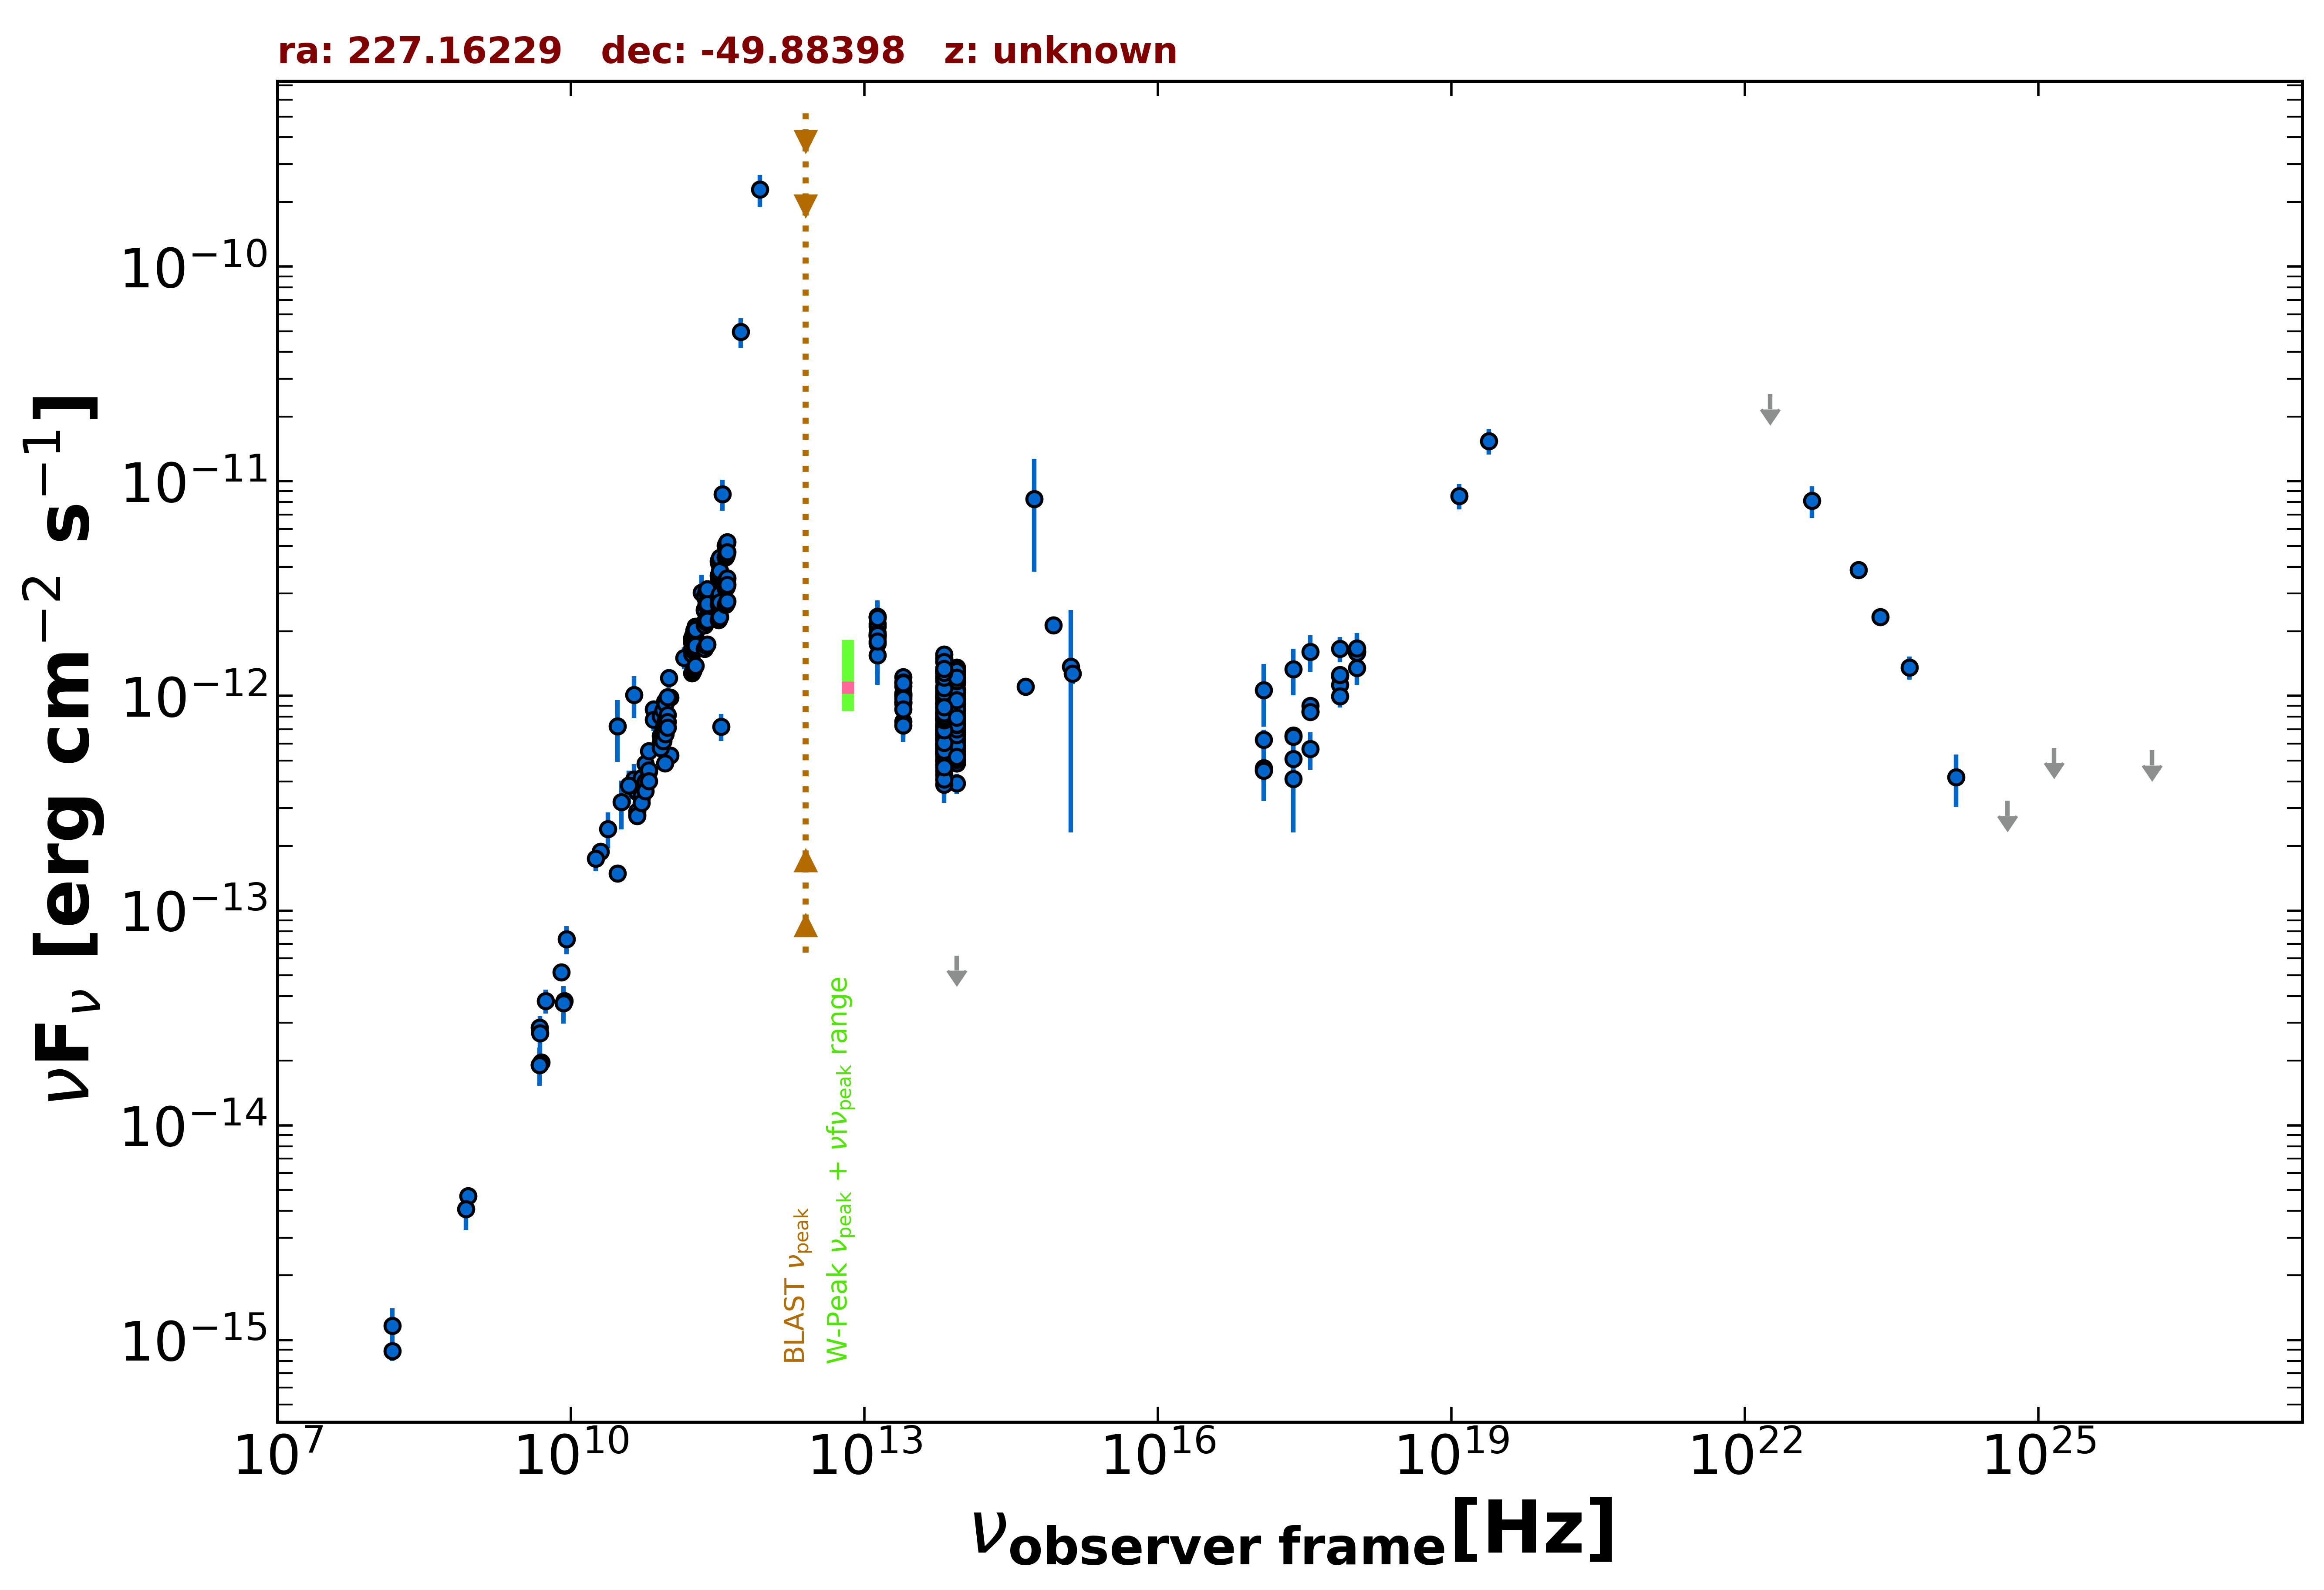 ra: 227.16229 dec: -49.88398 z: unknown
νFν [erg cm⁻² s⁻¹]
10⁻¹⁰
10⁻¹¹
10⁻¹²
10⁻¹³
10⁻¹⁴
10⁻¹⁵
BLAST νpeak
W-Peak νpeak + νfνpeak range
10⁷ 10¹⁰ 10¹³ 10¹⁶ 10¹⁹ 10²² 10²⁵
νobserver frame[Hz]